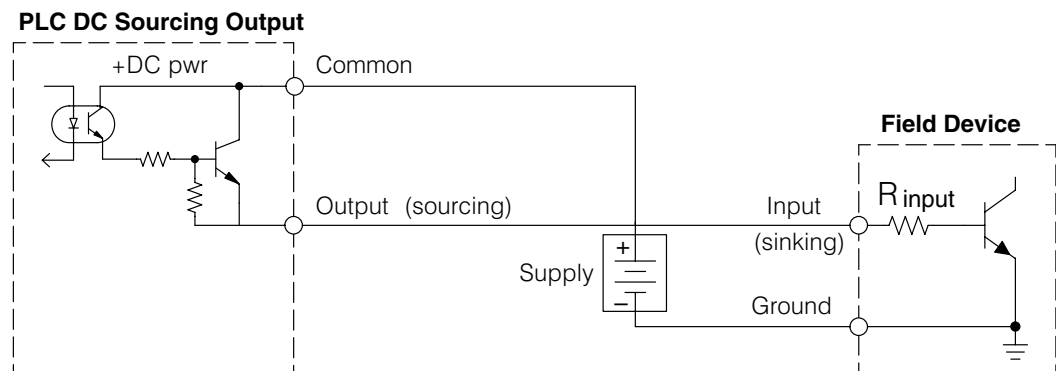 PLC DC Sourcing Output
+DC pwr
Common
Field Device
Output (sourcing)
Input
(sinking)
R input
+
Supply
–
Ground